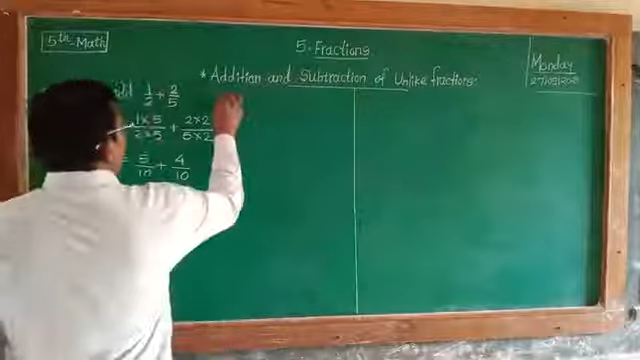 5th - Math
5. Fractions
Monday
* Addition and Subtraction of Unlike fractions:
1/2 + 2/5
1×5/2×5 + 2×2/5×2
= 5/10 + 4/10